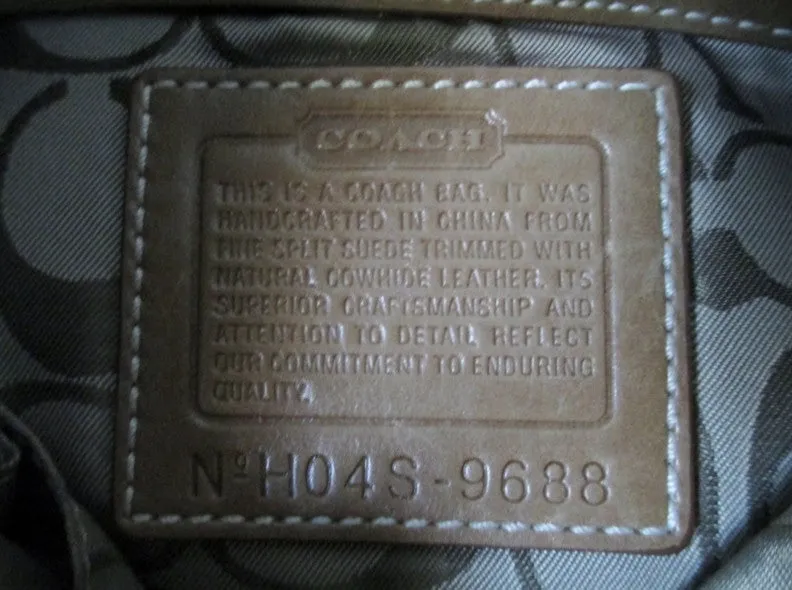 COACH
THIS IS A COACH BAG. IT WAS
HANDCRAFTED IN CHINA FROM
FINE SPLIT SUEDE TRIMMED WITH
NATURAL COWHIDE LEATHER. ITS
SUPERIOR CRAFTSMANSHIP AND
ATTENTION TO DETAIL REFLECT
OUR COMMITMENT TO ENDURING
QUALITY.
Nº H04S-9688